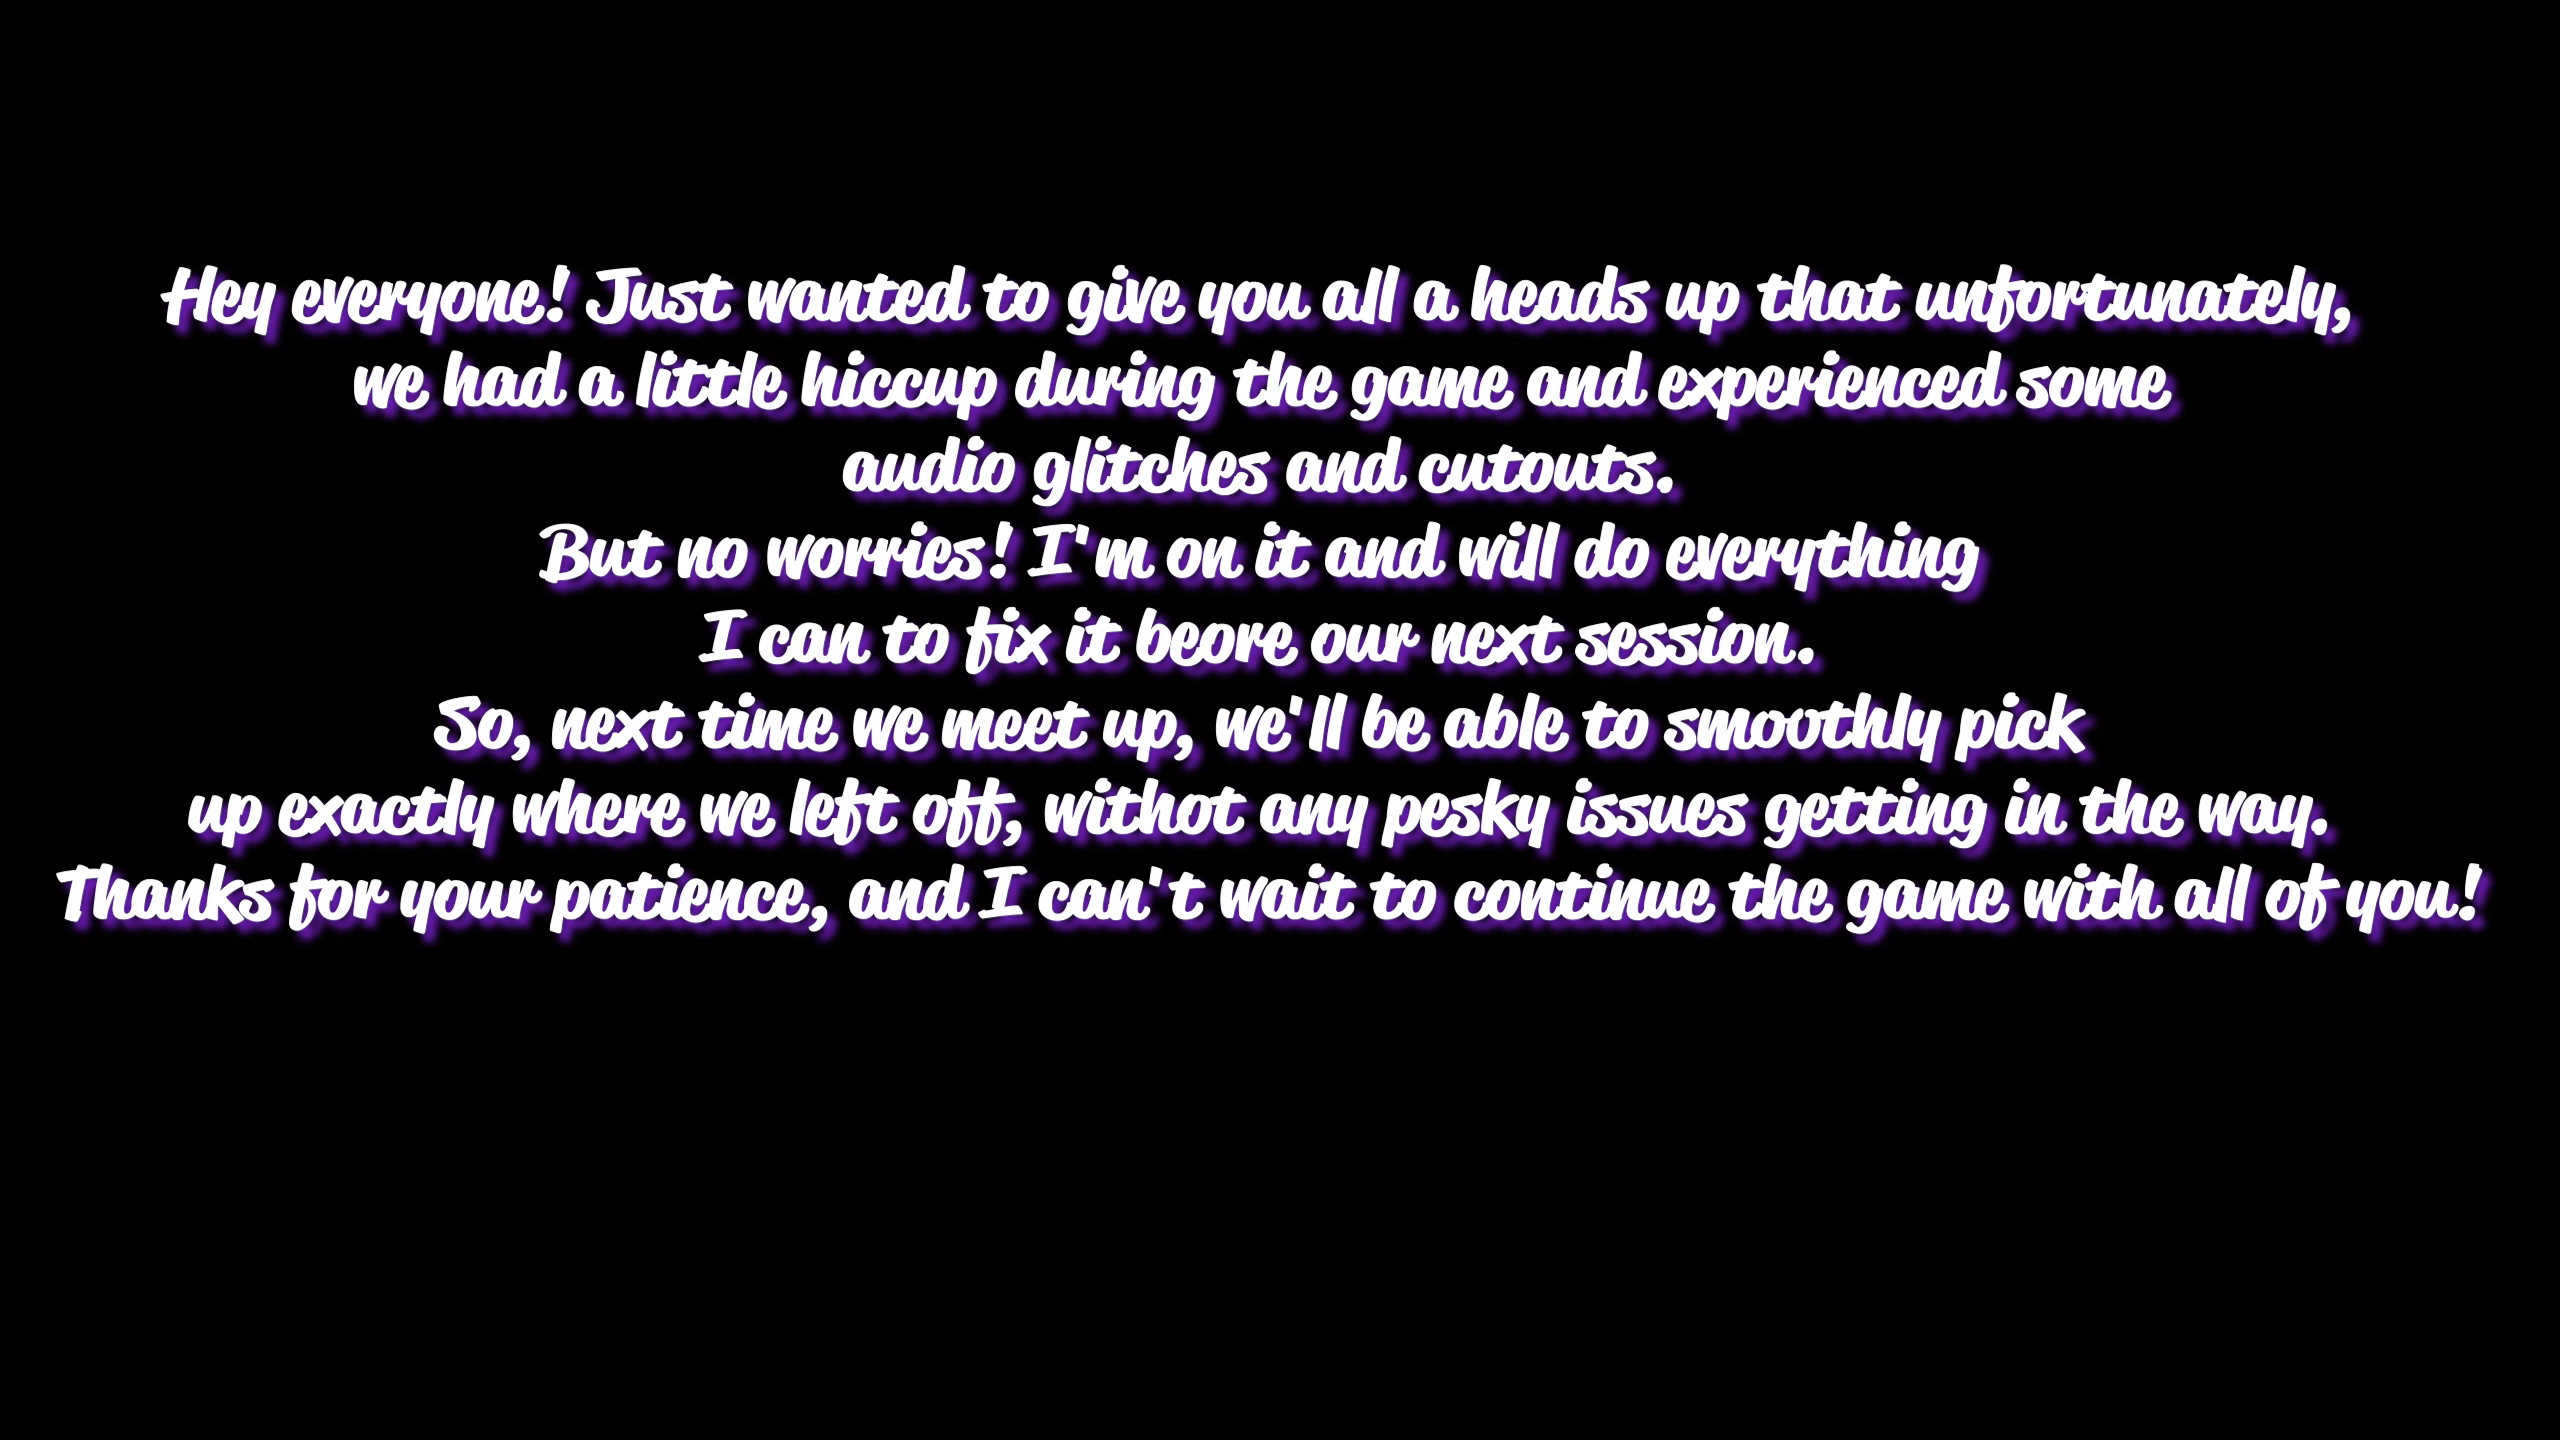 Hey everyone! Just wanted to give you all a heads up that unfortunately,
we had a little hiccup during the game and experienced some
audio glitches and cutouts.
But no worries! I'm on it and will do everything
I can to fix it beore our next session.
So, next time we meet up, we'll be able to smoothly pick
up exactly where we left off, withot any pesky issues getting in the way.
Thanks for your patience, and I can't wait to continue the game with all of you!